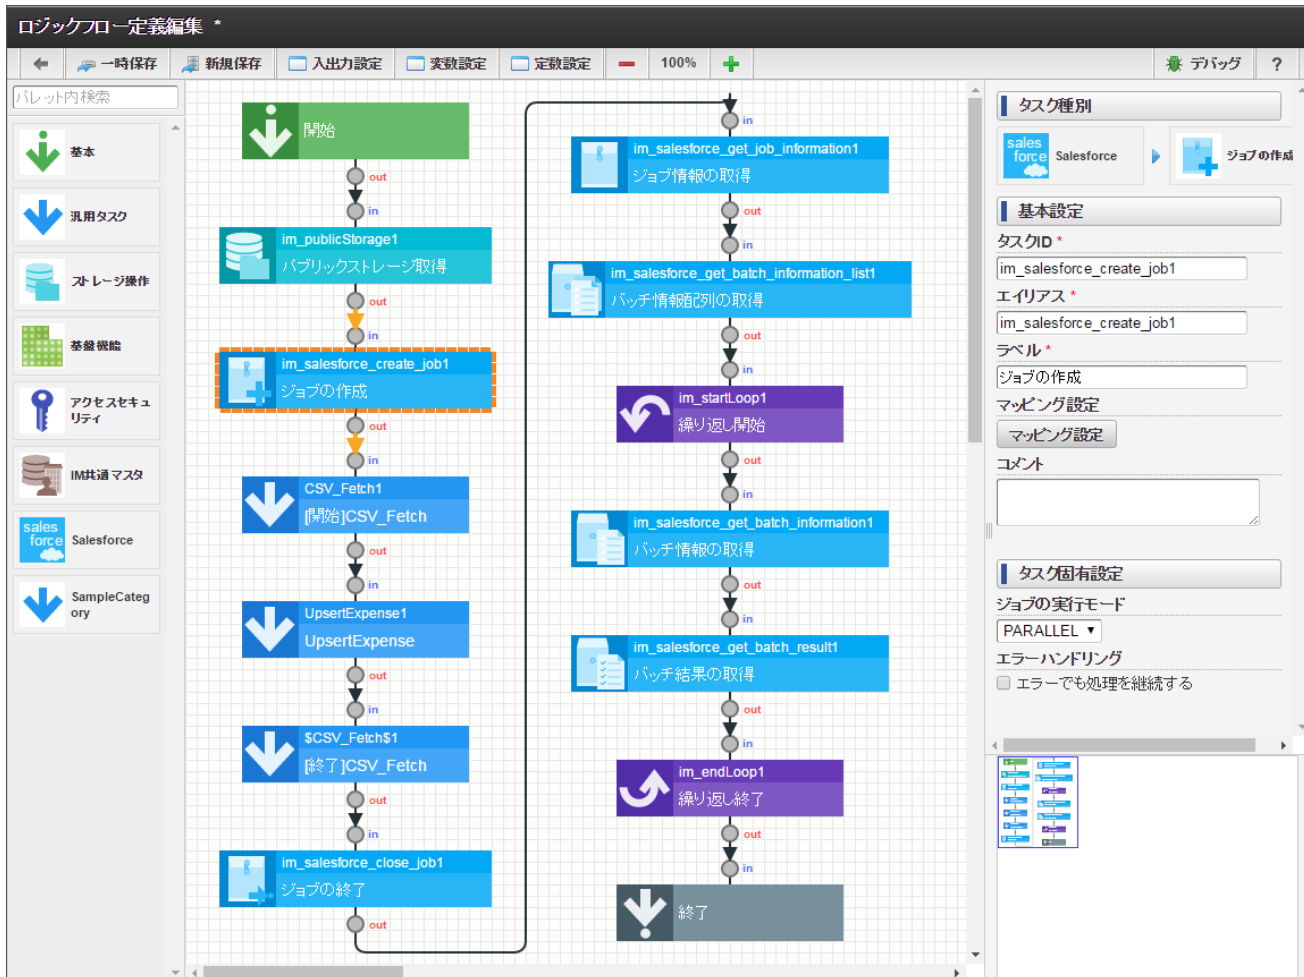 ロジックフロー定義編集 *
一時保存
新規保存
入出力設定
変数設定
定数設定
100%
デバッグ
?
パレット内検索
基本
汎用タスク
ストレージ操作
基盤機能
アクセスセキュ
リティ
IM共通マスタ
sales
force
Salesforce
SampleCateg
ory
開始
out
in
im_publicStorage1
パブリックストレージ取得
out
in
im_salesforce_create_job1
ジョブの作成
out
in
CSV_Fetch1
[開始]CSV_Fetch
out
in
UpsertExpense1
UpsertExpense
out
in
$CSV_Fetch$1
[終了]CSV_Fetch
out
in
im_salesforce_close_job1
ジョブの終了
out
in
im_salesforce_get_job_information1
ジョブ情報の取得
out
in
im_salesforce_get_batch_information_list1
バッチ情報配列の取得
out
in
im_startLoop1
繰り返し開始
out
in
im_salesforce_get_batch_information1
バッチ情報の取得
out
in
im_salesforce_get_batch_result1
バッチ結果の取得
out
in
im_endLoop1
繰り返し終了
out
in
終了
タスク種別
sales
force
Salesforce
ジョブの作成
基本設定
タスクID *
im_salesforce_create_job1
エイリアス *
im_salesforce_create_job1
ラベル *
ジョブの作成
マッピング設定
マッピング設定
コメント
タスク固有設定
ジョブの実行モード
PARALLEL
エラーハンドリング
エラーでも処理を継続する